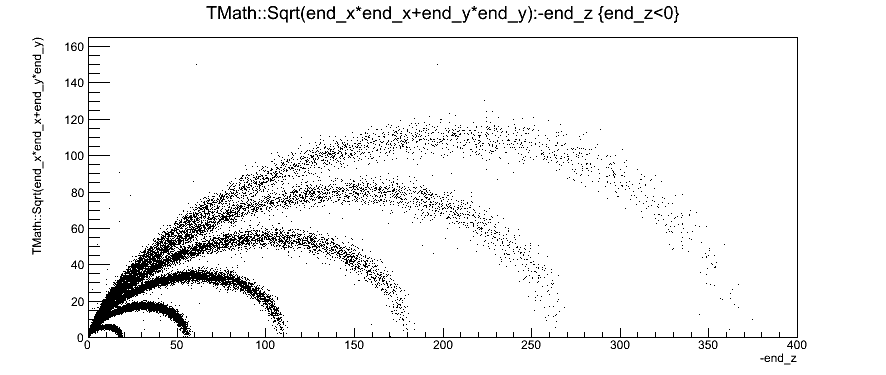 TMath::Sqrt(end_x*end_x+end_y*end_y):-end_z {end_z<0}
TMath::Sqrt(end_x*end_x+end_y*end_y)
160
140
120
100
80
60
40
20
0
0 50 100 150 200 250 300 350 400
-end_z